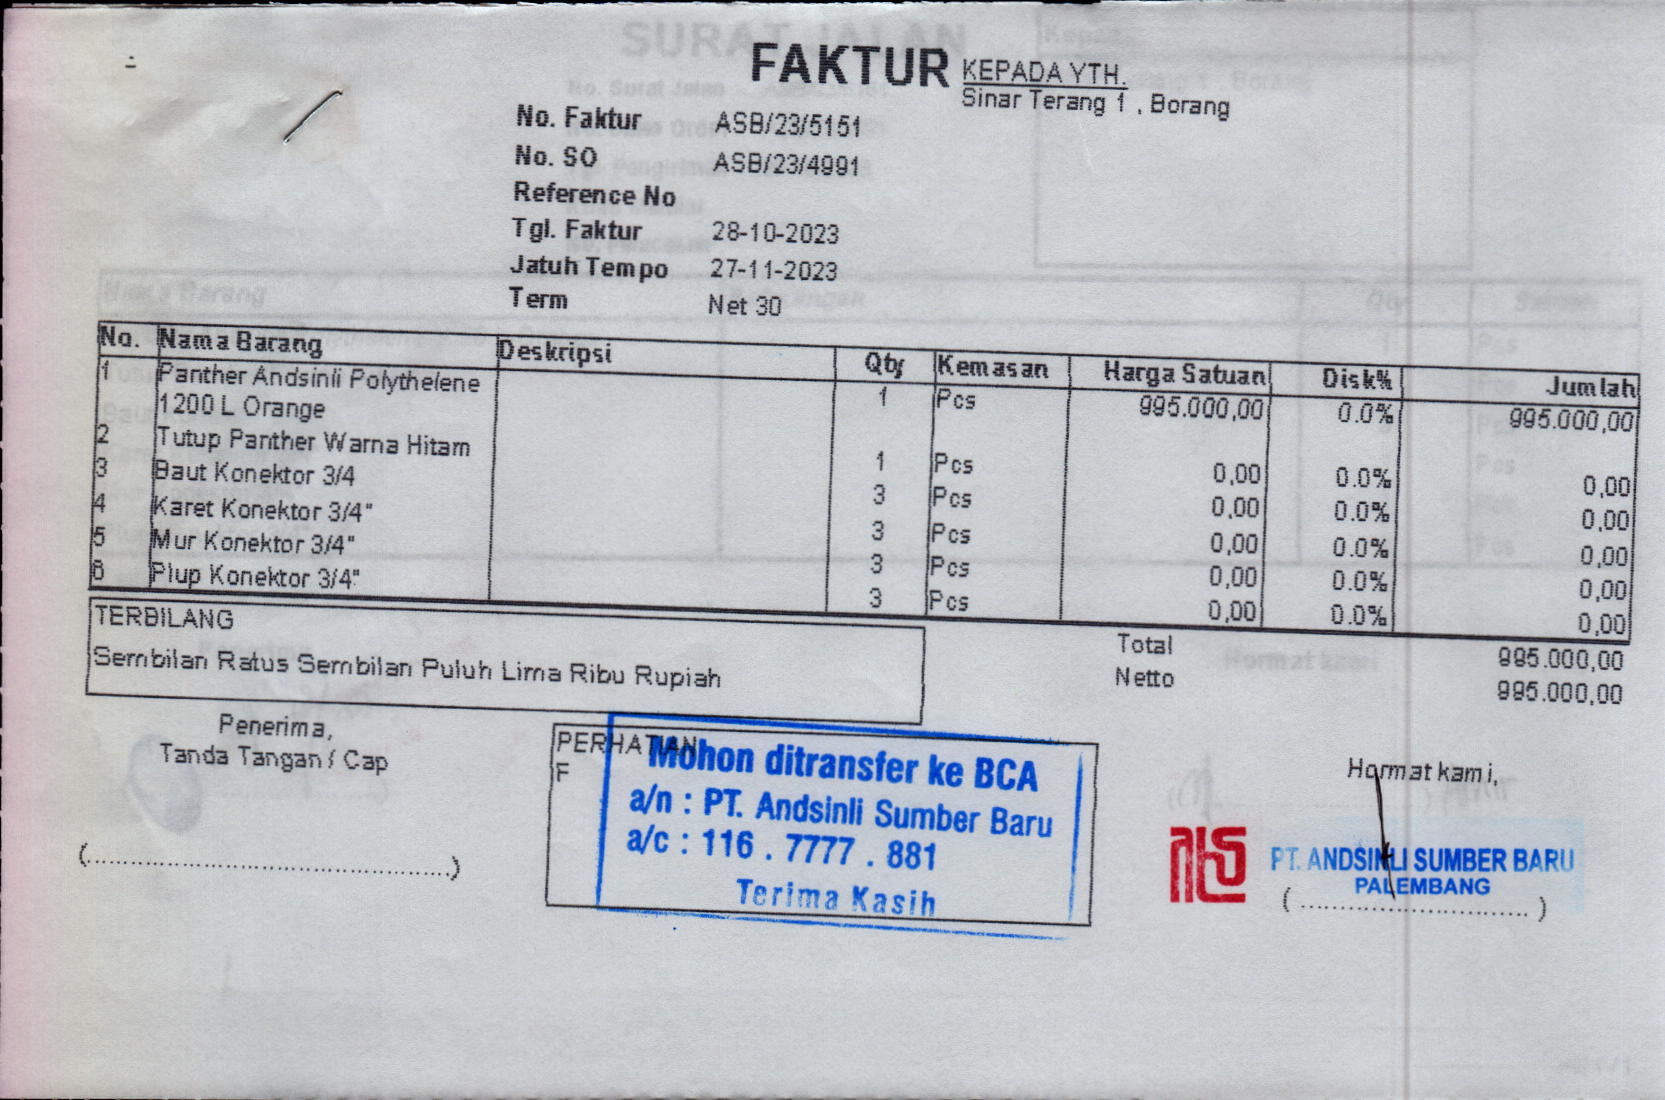 FAKTUR
KEPADA YTH.
Sinar Terang 1 , Borang
No. Faktur ASB/23/5151
No. SO ASB/23/4991
Reference No
Tgl. Faktur 28-10-2023
Jatuh Tempo 27-11-2023
Term Net 30
No. Nama Barang Deskripsi Qty Kemasan Harga Satuan Disk% Jumlah
1 Panther Andsinli Polythelene 1 Pcs 995.000,00 0.0% 995.000,00
1200 L Orange
2 Tutup Panther Warna Hitam 1 Pcs 0,00 0.0% 0,00
3 Baut Konektor 3/4 3 Pcs 0,00 0.0% 0,00
4 Karet Konektor 3/4" 3 Pcs 0,00 0.0% 0,00
5 Mur Konektor 3/4" 3 Pcs 0,00 0.0% 0,00
6 Plup Konektor 3/4" 3 Pcs 0,00 0.0% 0,00
TERBILANG
Sembilan Ratus Sembilan Puluh Lima Ribu Rupiah
Total 995.000,00
Netto 995.000,00
Penerima,
Tanda Tangan / Cap
(..............................................)
PERHATIAN
F
Mohon ditransfer ke BCA
a/n : PT. Andsinli Sumber Baru
a/c : 116 . 7777 . 881
Terima Kasih
Hormat kami,
PT. ANDSINLI SUMBER BARU
PALEMBANG
( ............................. )